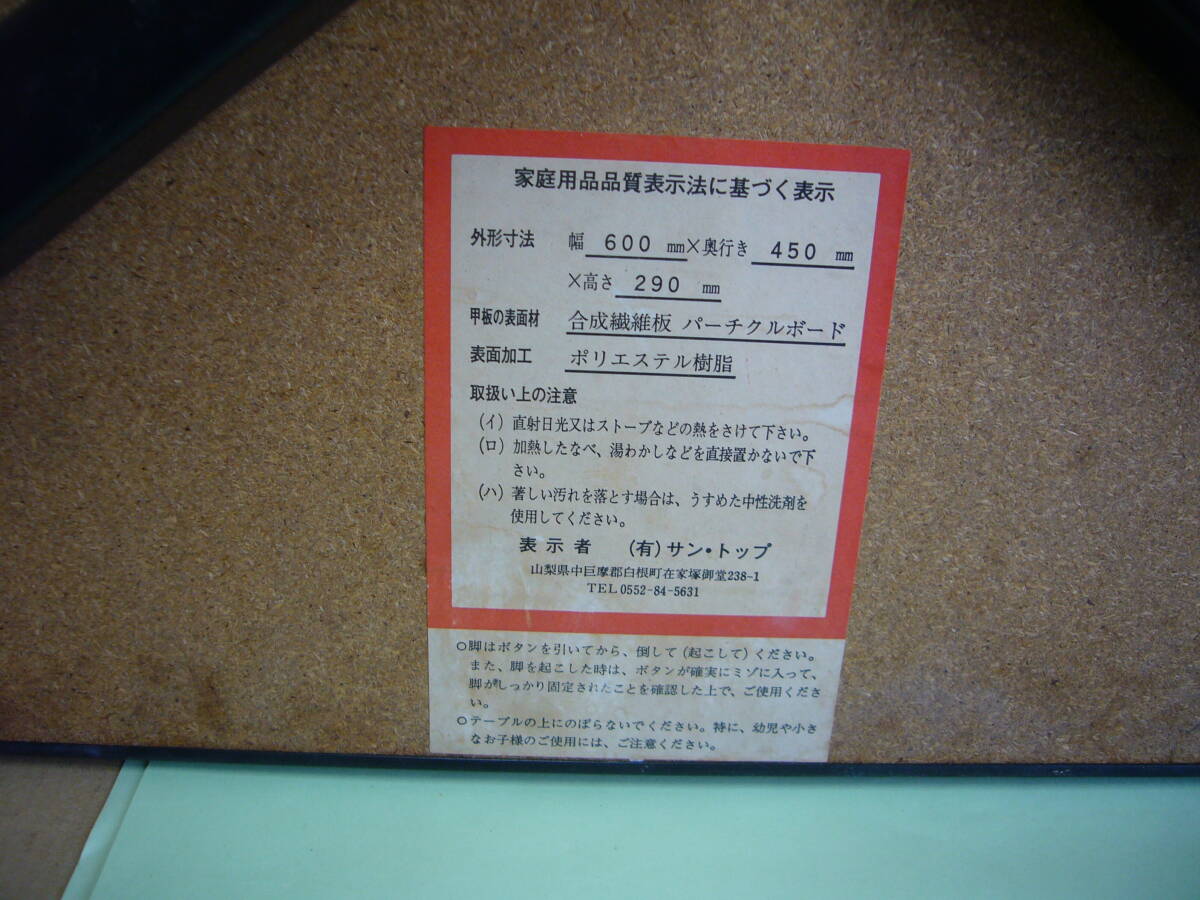 家庭用品品質表示法に基づく表示
外形寸法 幅 600 mm×奥行き 450 mm
×高さ 290 mm
甲板の表面材 合成繊維板 パーチクルボード
表面加工 ポリエステル樹脂
取扱い上の注意
(イ) 直射日光又はストーブなどの熱をさけて下さい。
(ロ) 加熱したなべ、湯わかしなどを直接置かないで下
さい。
(ハ) 著しい汚れを落とす場合は、うすめた中性洗剤を
使用してください。
表示者 (有) サン・トップ
山梨県中巨摩郡白根町在家塚御堂238-1
TEL 0552-84-5631
○脚はボタンを引いてから、倒して (起こして) ください。
また、脚を起こした時は、ボタンが確実にミゾに入って、
脚がしっかり固定されたことを確認した上で、ご使用くださ
い。
○テーブルの上にのぼらないでください。特に、幼児や小さ
なお子様のご使用には、ご注意ください。